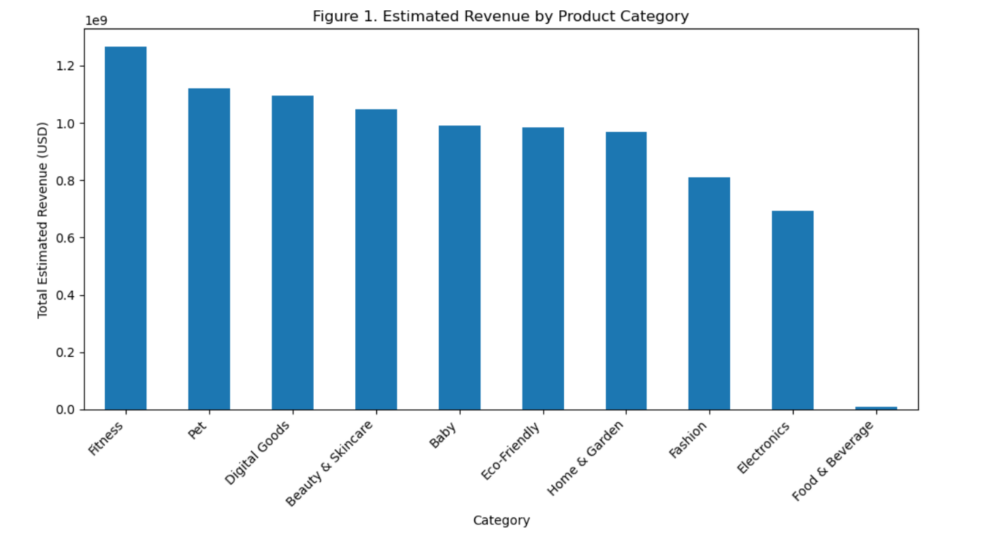 Figure 1. Estimated Revenue by Product Category
1e9
1.2
1.0
0.8
0.6
0.4
0.2
0.0
Total Estimated Revenue (USD)
Fitness
Pet
Digital Goods
Beauty & Skincare
Baby
Eco-Friendly
Home & Garden
Fashion
Electronics
Food & Beverage
Category